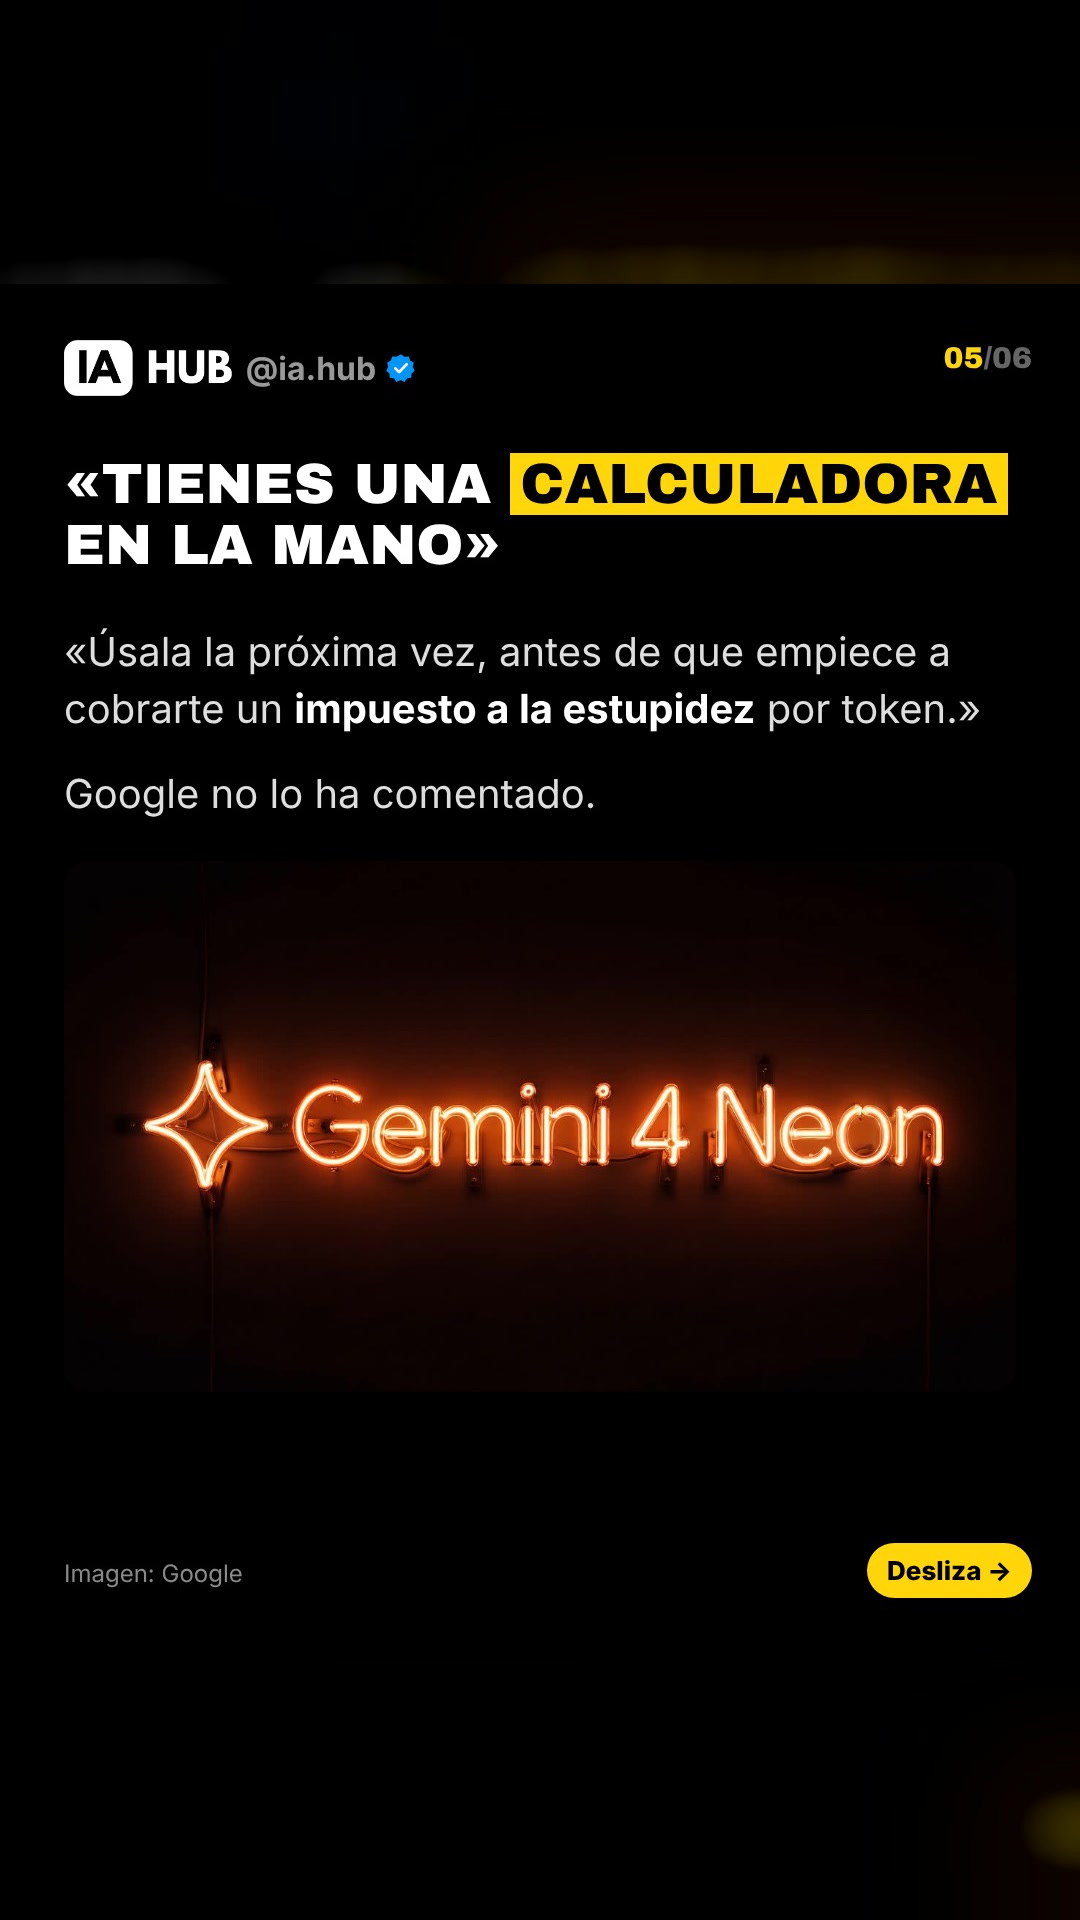 IA HUB @ia.hub
05/06
«TIENES UNA CALCULADORA
EN LA MANO»
«Úsala la próxima vez, antes de que empiece a
cobrarte un impuesto a la estupidez por token.»
Google no lo ha comentado.
Gemini 4 Neon
Imagen: Google
Desliza →